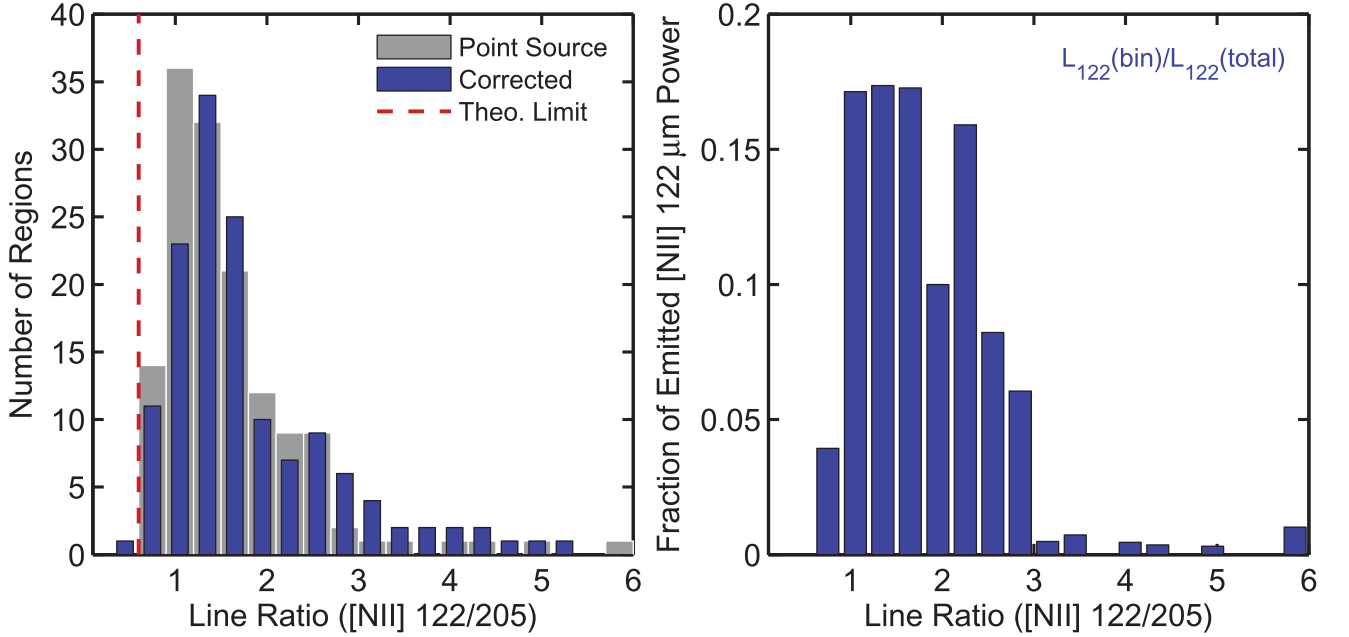 Number of Regions
40
35
30
25
20
15
10
5
0
Point Source
Corrected
Theo. Limit
1 2 3 4 5 6
Line Ratio ([NII] 122/205)
Fraction of Emitted [NII] 122 μm Power
0.2
0.15
0.1
0.05
0
L122(bin)/L122(total)
1 2 3 4 5 6
Line Ratio ([NII] 122/205)